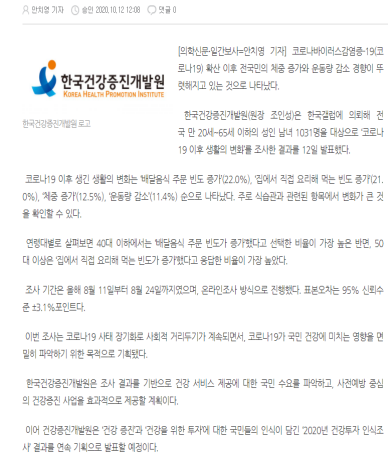 안치영 기자 승인 2020.10.12 12:08 댓글 0
[의학신문·일간보사=안치영 기자] 코로나바이러스감염증-19(코
로나19) 확산 이후 전국민의 체중 증가와 운동량 감소 경향이 뚜
렷해지고 있는 것으로 나타났다.
한국건강증진개발원
KOREA HEALTH PROMOTION INSTITUTE
한국건강증진개발원 로고
한국건강증진개발원(원장 조인성)은 한국갤럽에 의뢰해 전
국 만 20세~65세 이하의 성인 남녀 1031명을 대상으로 '코로나
19 이후 생활의 변화'를 조사한 결과를 12일 발표했다.
코로나19 이후 생긴 생활의 변화는 '배달음식 주문 빈도 증가'(22.0%), '집에서 직접 요리해 먹는 빈도 증가'(21.
0%), '체중 증가'(12.5%), '운동량 감소'(11.4%) 순으로 나타났다. 주로 식습관과 관련된 항목에서 변화가 큰 것
을 확인할 수 있다.
연령대별로 살펴보면 40대 이하에서는 '배달음식 주문 빈도가 증가'했다고 선택한 비율이 가장 높은 반면, 50
대 이상은 '집에서 직접 요리해 먹는 빈도가 증가'했다고 응답한 비율이 가장 높았다.
조사 기간은 올해 8월 11일부터 8월 24일까지였으며, 온라인조사 방식으로 진행했다. 표본오차는 95% 신뢰수
준 ±3.1%포인트다.
이번 조사는 코로나19 사태 장기화로 사회적 거리두기가 계속되면서, 코로나19가 국민 건강에 미치는 영향을 면
밀히 파악하기 위한 목적으로 기획됐다.
한국건강증진개발원은 조사 결과를 기반으로 건강 서비스 제공에 대한 국민 수요를 파악하고, 사전예방 중심
의 건강증진 사업을 효과적으로 제공할 계획이다.
이어 건강증진개발원은 '건강 증진'과 '건강을 위한 투자'에 대한 국민들의 인식이 담긴 '2020년 건강투자 인식조
사' 결과를 연속 기획으로 발표할 예정이다.